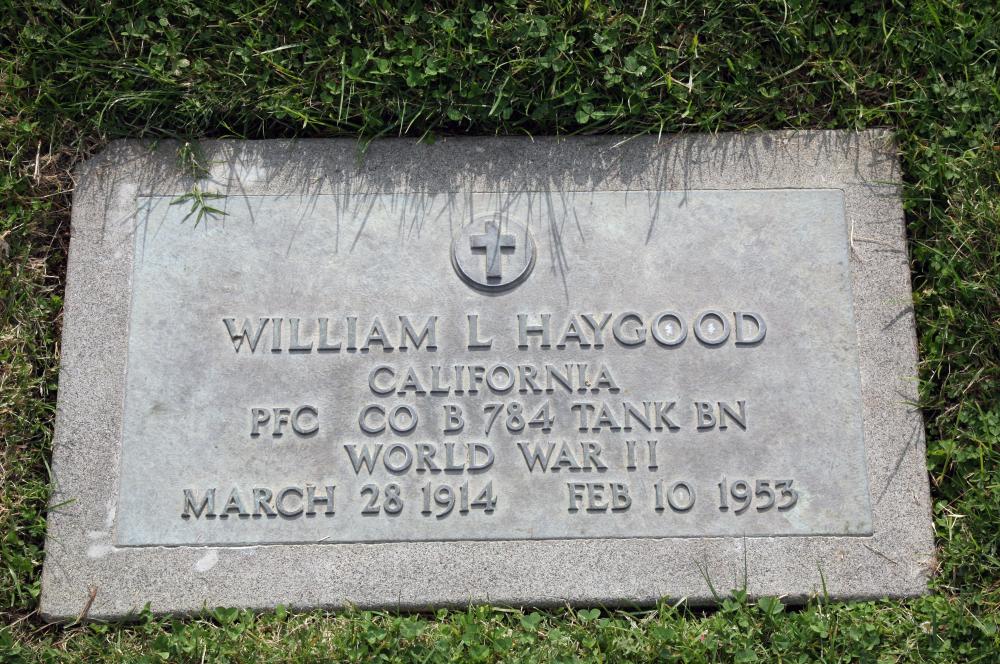 WILLIAM L HAYGOOD
CALIFORNIA
PFC CO B 784 TANK BN
WORLD WAR II
MARCH 28 1914 FEB 10 1953